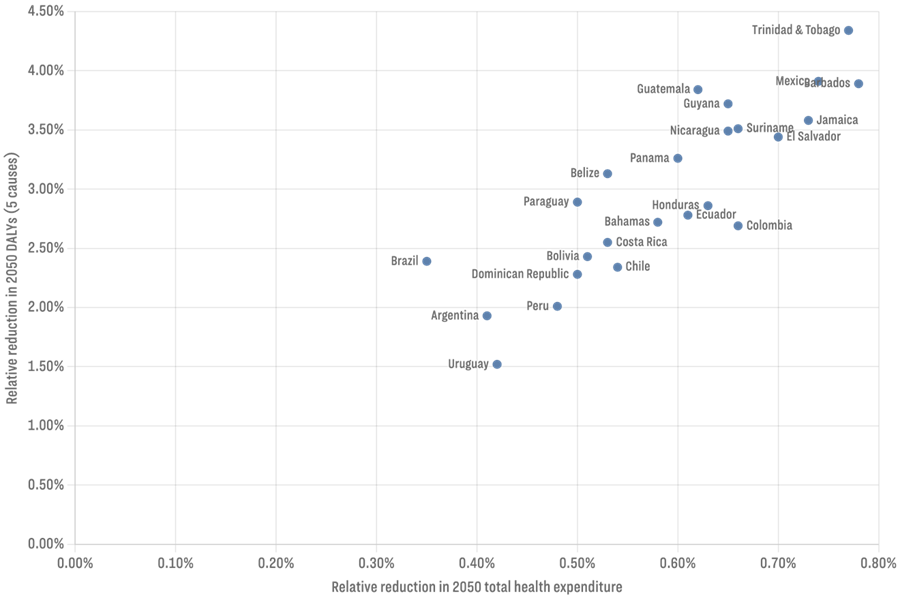 4.50%
Trinidad & Tobago
4.00%
Mexico
Barbados
Guatemala
Guyana
Jamaica
3.50%
Nicaragua
Suriname
El Salvador
Panama
Belize
3.00%
Paraguay
Honduras
Ecuador
Bahamas
Colombia
2.50%
Costa Rica
Bolivia
Brazil
Chile
Dominican Republic
2.00%
Peru
Argentina
1.50%
Uruguay
1.00%
0.50%
0.00%
Relative reduction in 2050 DALYs (5 causes)
0.00% 0.10% 0.20% 0.30% 0.40% 0.50% 0.60% 0.70% 0.80%
Relative reduction in 2050 total health expenditure